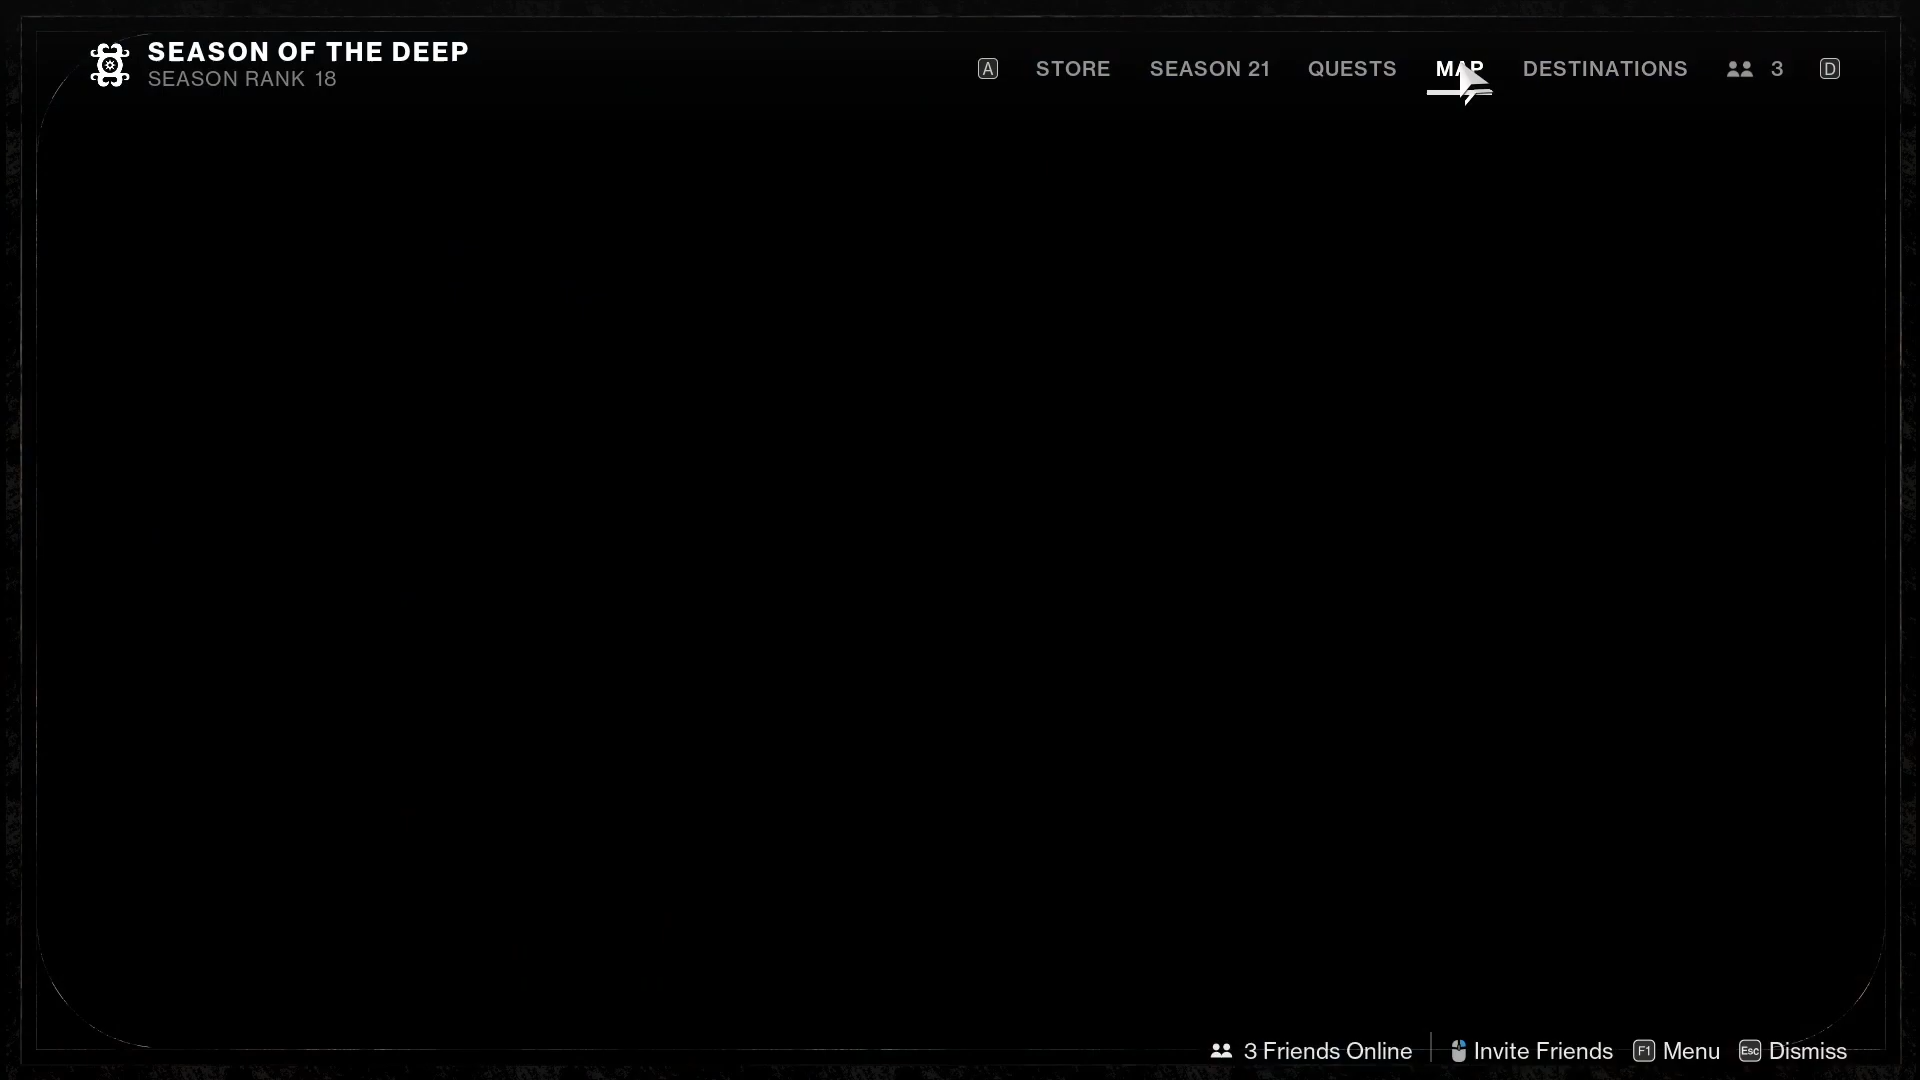 SEASON OF THE DEEP
SEASON RANK 18
A STORE SEASON 21 QUESTS MAP DESTINATIONS 3 D
3 Friends Online Invite Friends F1 Menu Esc Dismiss